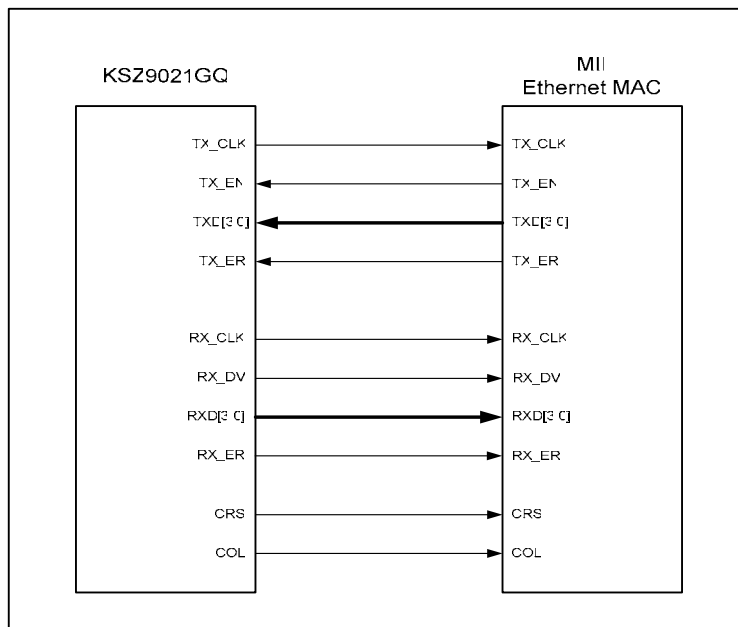 KSZ9021GQ
MII
Ethernet MAC
TX_CLK TX_CLK
TX_EN TX_EN
TXD[3:0] TXD[3:0]
TX_ER TX_ER
RX_CLK RX_CLK
RX_DV RX_DV
RXD[3:0] RXD[3:0]
RX_ER RX_ER
CRS CRS
COL COL